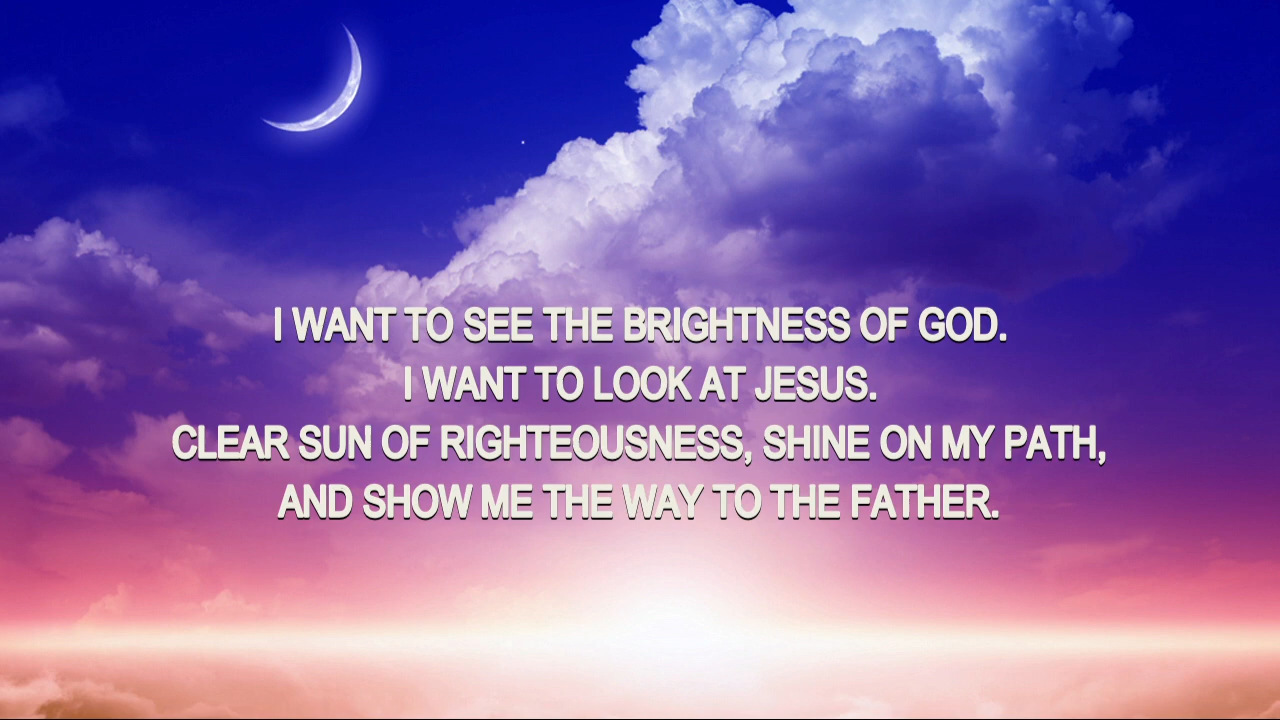 I WANT TO SEE THE BRIGHTNESS OF GOD.
I WANT TO LOOK AT JESUS.
CLEAR SUN OF RIGHTEOUSNESS, SHINE ON MY PATH,
AND SHOW ME THE WAY TO THE FATHER.